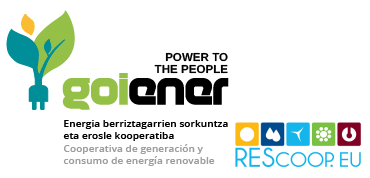 POWER TO
THE PEOPLE
goiener
Energia berriztagarrien sorkuntza
eta erosle kooperatiba
Cooperativa de generación y
consumo de energía renovable
REScoop.EU